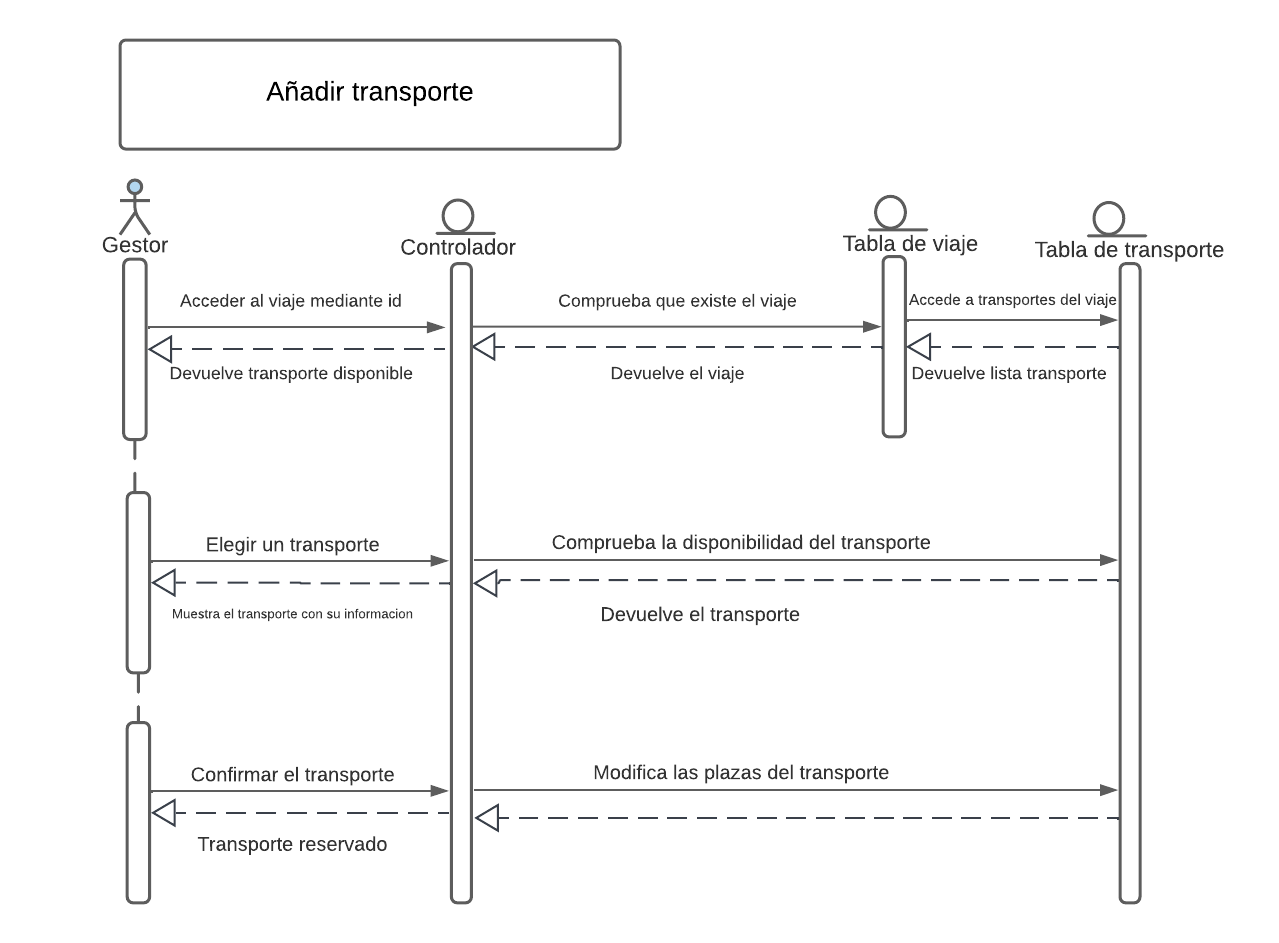 Añadir transporte
Gestor
Controlador
Tabla de viaje
Tabla de transporte
Acceder al viaje mediante id
Comprueba que existe el viaje
Accede a transportes del viaje
Devuelve transporte disponible
Devuelve el viaje
Devuelve lista transporte
Elegir un transporte
Comprueba la disponibilidad del transporte
Muestra el transporte con su informacion
Devuelve el transporte
Confirmar el transporte
Modifica las plazas del transporte
Transporte reservado